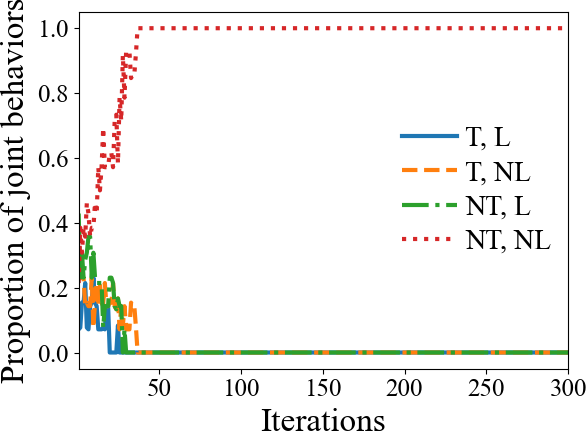 Proportion of joint behaviors
1.0
0.8
0.6
0.4
0.2
0.0
T, L
T, NL
NT, L
NT, NL
50
100
150
200
250
300
Iterations